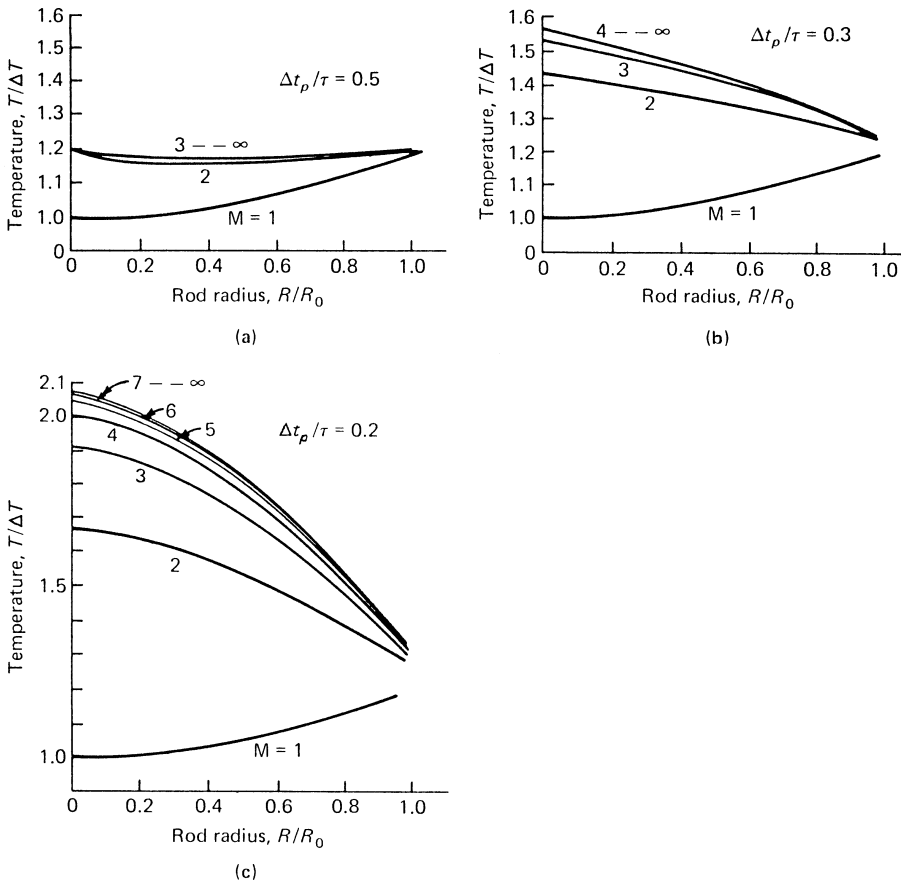 1.6
1.5
1.4
1.3
1.2
1.1
1.0
0
Temperature, T/ΔT
Δt_p/τ = 0.5
3 – – ∞
2
M = 1
0 0.2 0.4 0.6 0.8 1.0
Rod radius, R/R₀
(a)
1.6
1.5
1.4
1.3
1.2
1.1
1.0
0
Temperature, T/ΔT
4 – – ∞
Δt_p/τ = 0.3
3
2
M = 1
0 0.2 0.4 0.6 0.8 1.0
Rod radius, R/R₀
(b)
2.1
2.0
1.5
1.0
Temperature, T/ΔT
7 – – ∞
6
5
Δt_p/τ = 0.2
4
3
2
M = 1
0 0.2 0.4 0.6 0.8 1.0
Rod radius, R/R₀
(c)